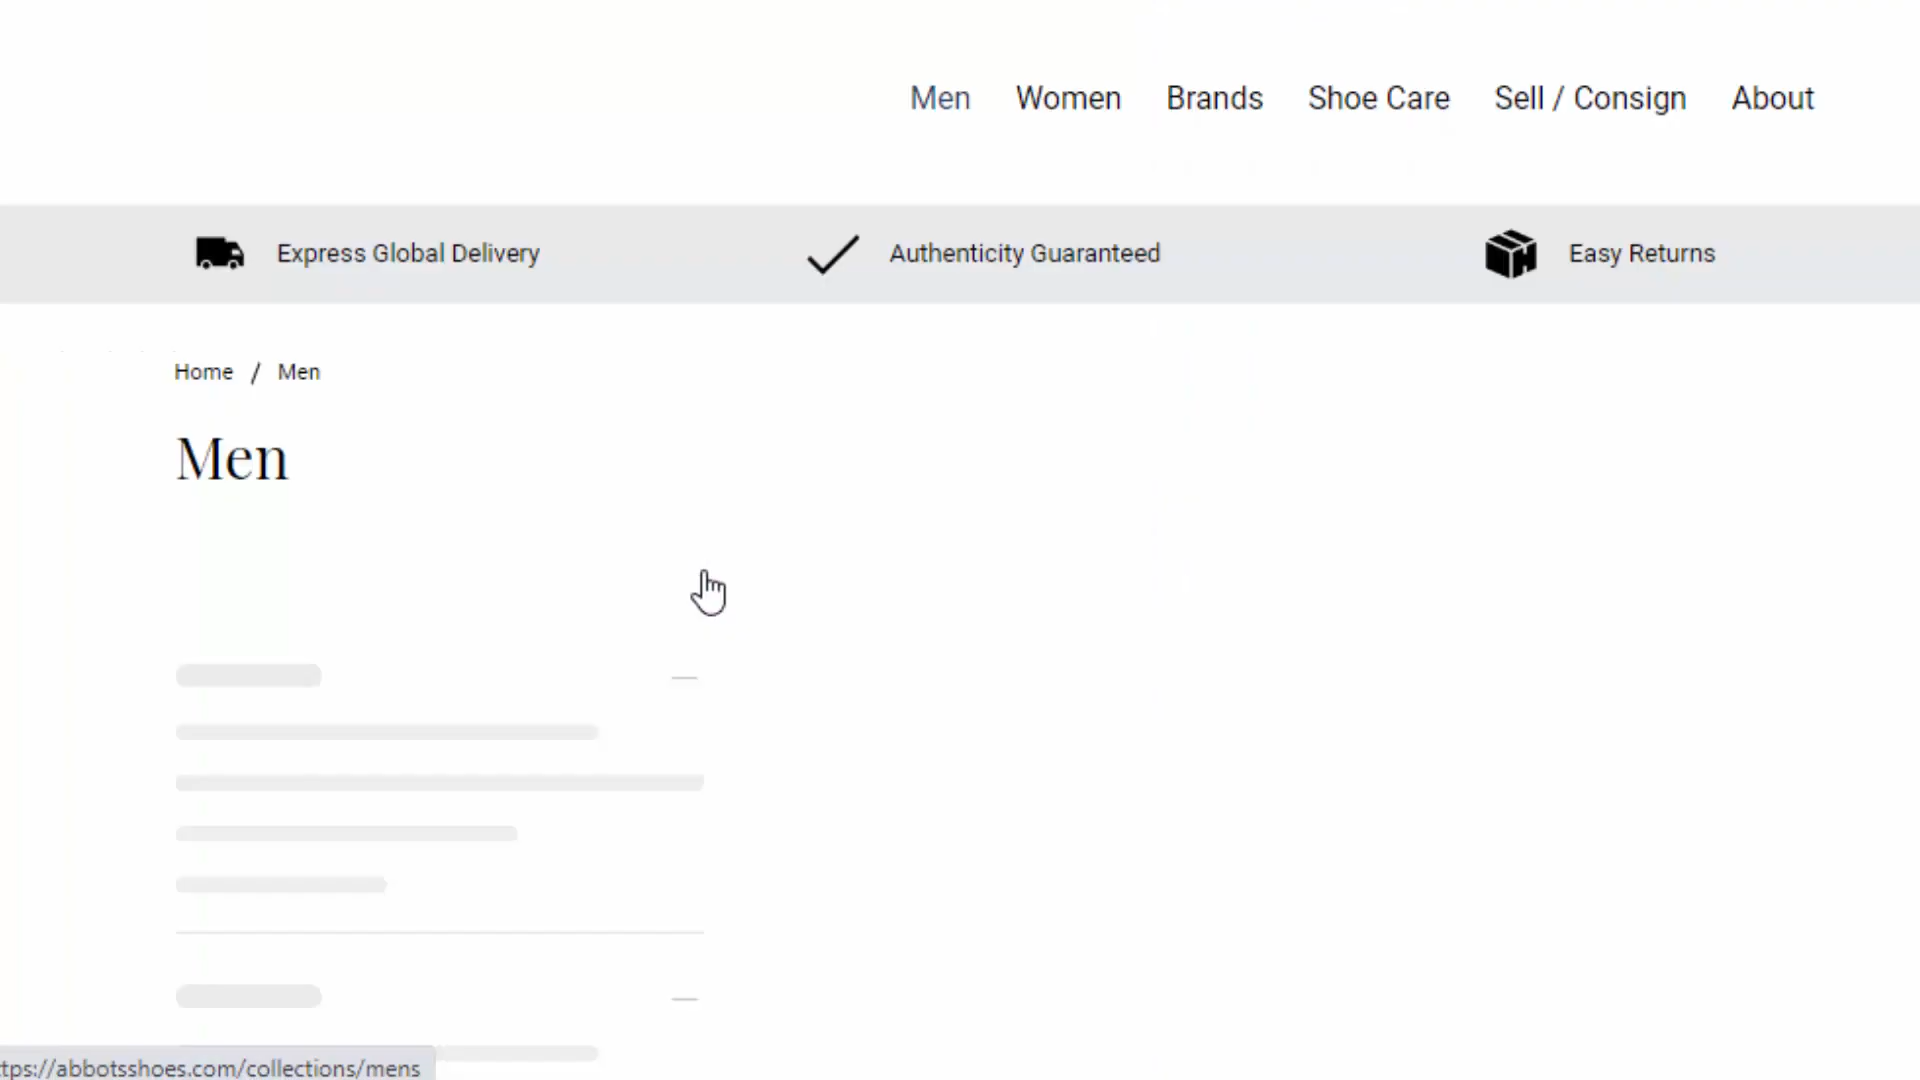 Men Women Brands Shoe Care Sell / Consign About
Express Global Delivery Authenticity Guaranteed Easy Returns
Home / Men
Men
ttps://abbotsshoes.com/collections/mens